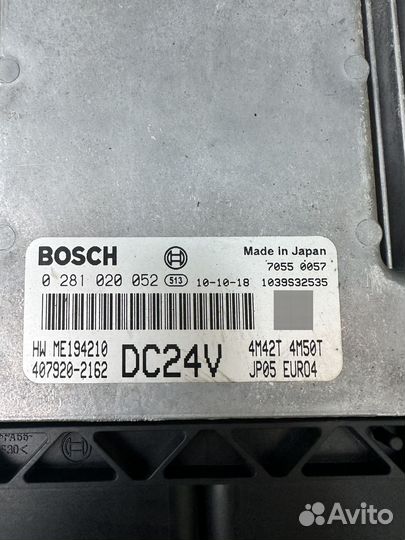 BOSCH
Made in Japan
7055 0057
0 281 020 052 513 10-10-18 1039S32535
HW ME194210
407920-2162
DC24V
4M42T 4M50T
JP05 EURO4
Avito